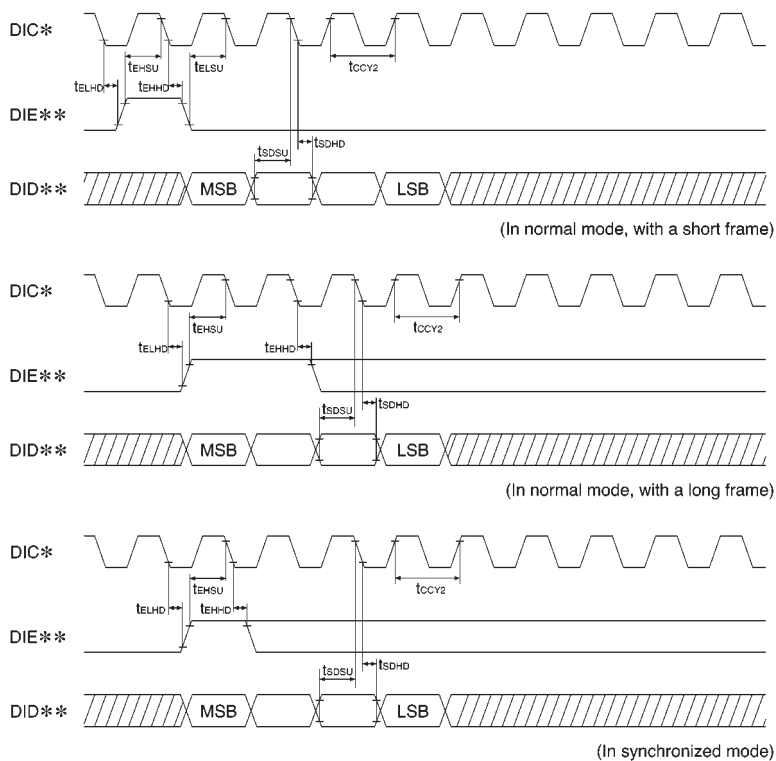 DIC*
tEHSU
tELSU
tCCY2
tELHD
tEHHD
DIE**
tSDSU
tSDHD
DID**
MSB
LSB
(In normal mode, with a short frame)
DIC*
tEHSU
tCCY2
tELHD
tEHHD
DIE**
tSDSU
tSDHD
DID**
MSB
LSB
(In normal mode, with a long frame)
DIC*
tEHSU
tCCY2
tELHD
tEHHD
DIE**
tSDSU
tSDHD
DID**
MSB
LSB
(In synchronized mode)